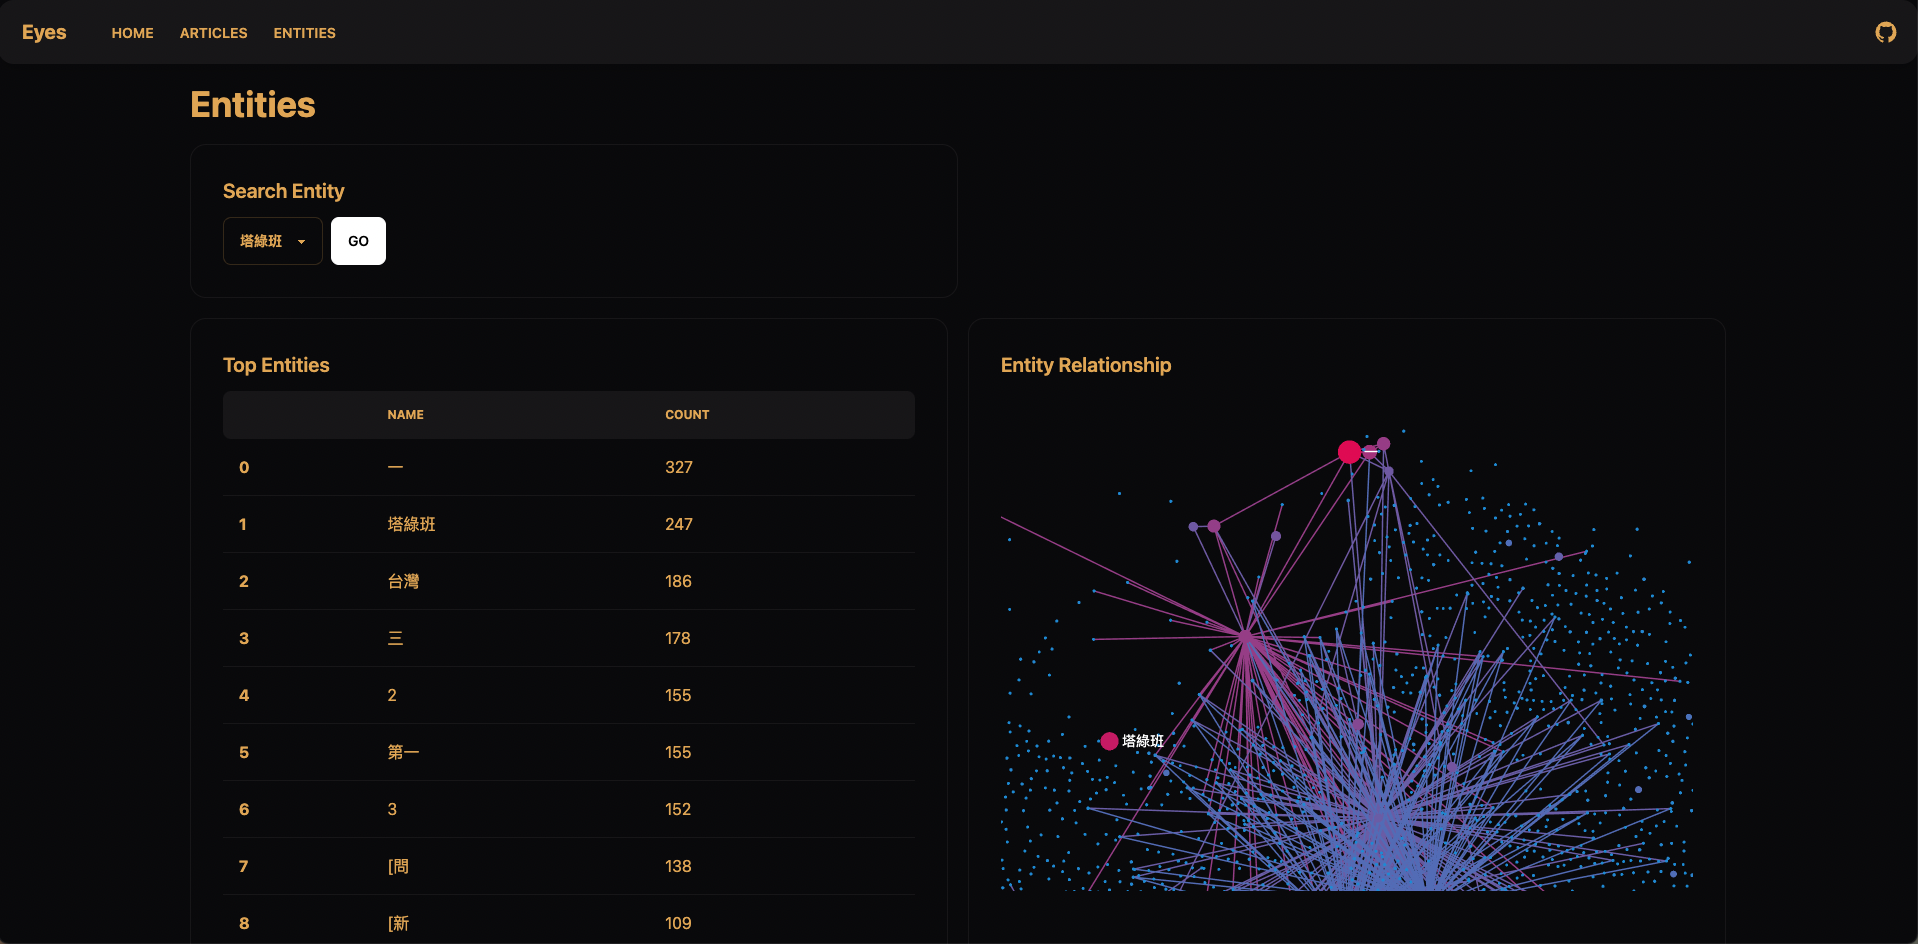 Eyes HOME ARTICLES ENTITIES
Entities
Search Entity
塔綠班 GO
Top Entities
NAME COUNT
0 一 327
1 塔綠班 247
2 台灣 186
3 三 178
4 2 155
5 第一 155
6 3 152
7 [問 138
8 [新 109
Entity Relationship
一
塔綠班